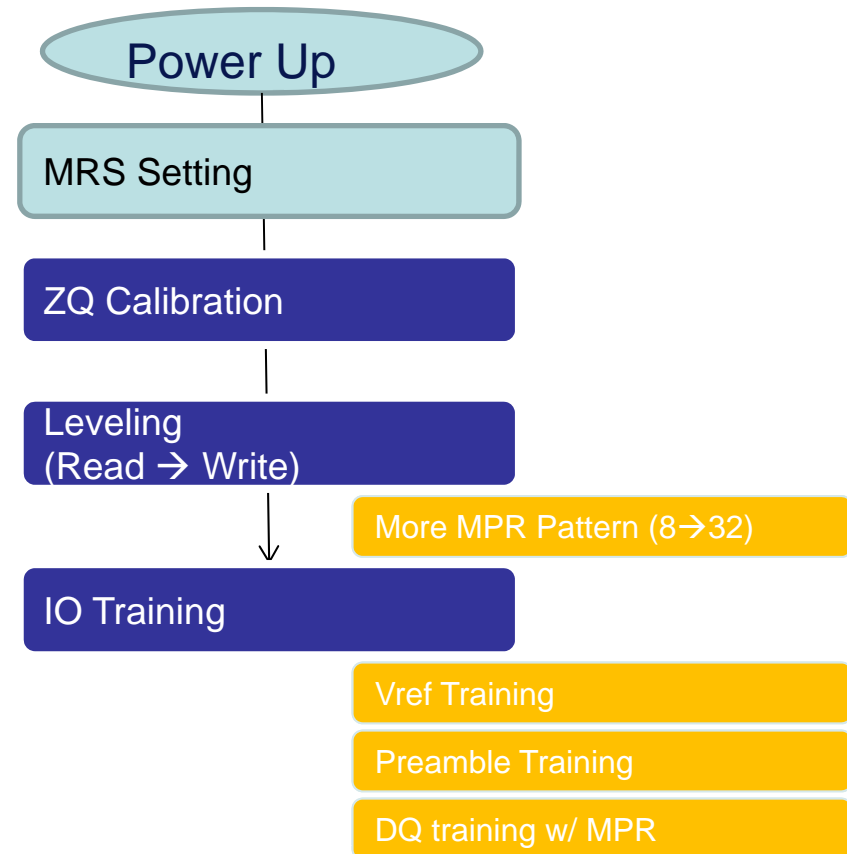 Power Up
MRS Setting
ZQ Calibration
Leveling
(Read → Write)
More MPR Pattern (8→32)
IO Training
Vref Training
Preamble Training
DQ training w/ MPR